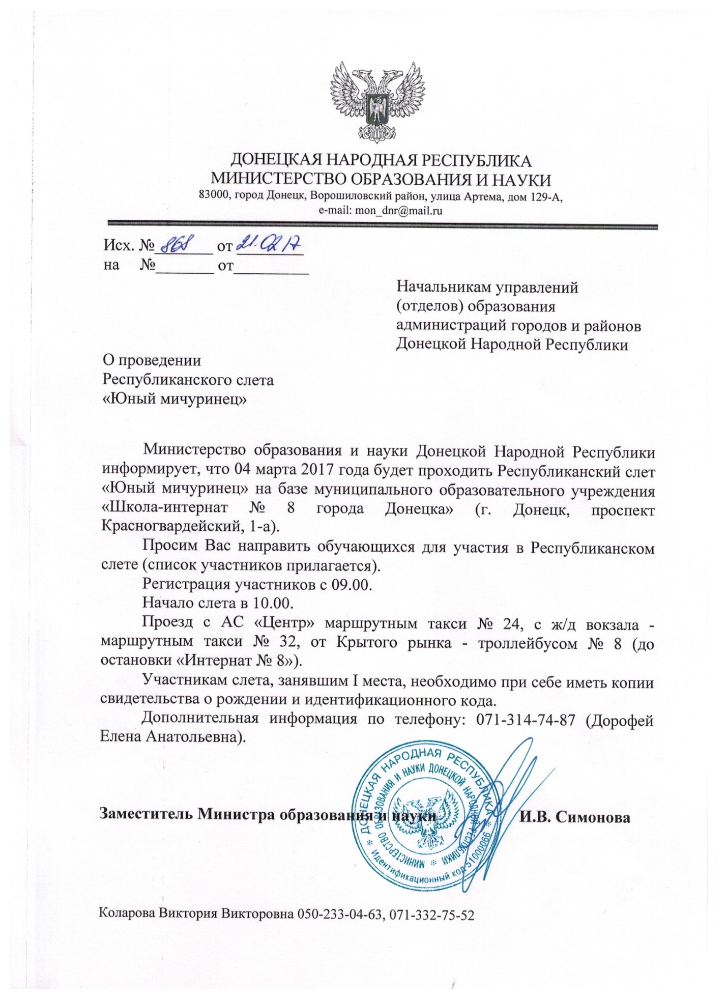 ДОНЕЦКАЯ НАРОДНАЯ РЕСПУБЛИКА
МИНИСТЕРСТВО ОБРАЗОВАНИЯ И НАУКИ
83000, город Донецк, Ворошиловский район, улица Артема, дом 129-А,
e-mail: mon_dnr@mail.ru
Исх. № 868 от 21.02 17
на № от
Начальникам управлений
(отделов) образования
администраций городов и районов
Донецкой Народной Республики
О проведении
Республиканского слета
«Юный мичуринец»
Министерство образования и науки Донецкой Народной Республики
информирует, что 04 марта 2017 года будет проходить Республиканский слет
«Юный мичуринец» на базе муниципального образовательного учреждения
«Школа-интернат № 8 города Донецка» (г. Донецк, проспект
Красногвардейский, 1-а).
Просим Вас направить обучающихся для участия в Республиканском
слете (список участников прилагается).
Регистрация участников с 09.00.
Начало слета в 10.00.
Проезд с АС «Центр» маршрутным такси № 24, с ж/д вокзала -
маршрутным такси № 32, от Крытого рынка - троллейбусом № 8 (до
остановки «Интернат № 8»).
Участникам слета, занявшим I места, необходимо при себе иметь копии
свидетельства о рождении и идентификационного кода.
Дополнительная информация по телефону: 071-314-74-87 (Дорофей
Елена Анатольевна).
Заместитель Министра образования и науки И.В. Симонова
ДОНЕЦКАЯ НАРОДНАЯ РЕСПУБЛИКА
Идентификационный код 51000066
МИНИСТЕРСТВО ОБРАЗОВАНИЯ И НАУКИ ДОНЕЦКОЙ НАРОДНОЙ РЕСПУБЛИКИ
Коларова Виктория Викторовна 050-233-04-63, 071-332-75-52